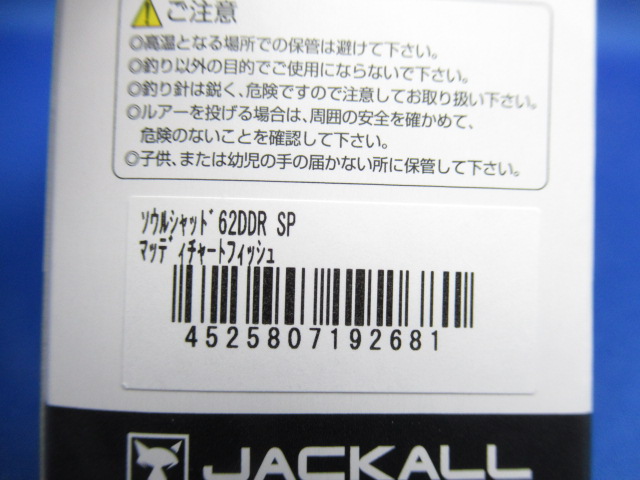 ご注意
◎高温となる場所での保管は避けて下さい。
◎釣り以外の目的でご使用にならないで下さい。
◎釣り針は鋭く、危険ですので注意してお取り扱い下さい。
◎ルアーを投げる場合は、周囲の安全を確かめて、
危険のないことを確認して下さい。
◎子供、または幼児の手の届かない所に保管して下さい。
ｿｳﾙｼｬｯﾄﾞ62DDR SP
ﾏｯﾃﾞｨﾁｬｰﾄﾌｨｯｼｭ
4525807192681
JACKALL